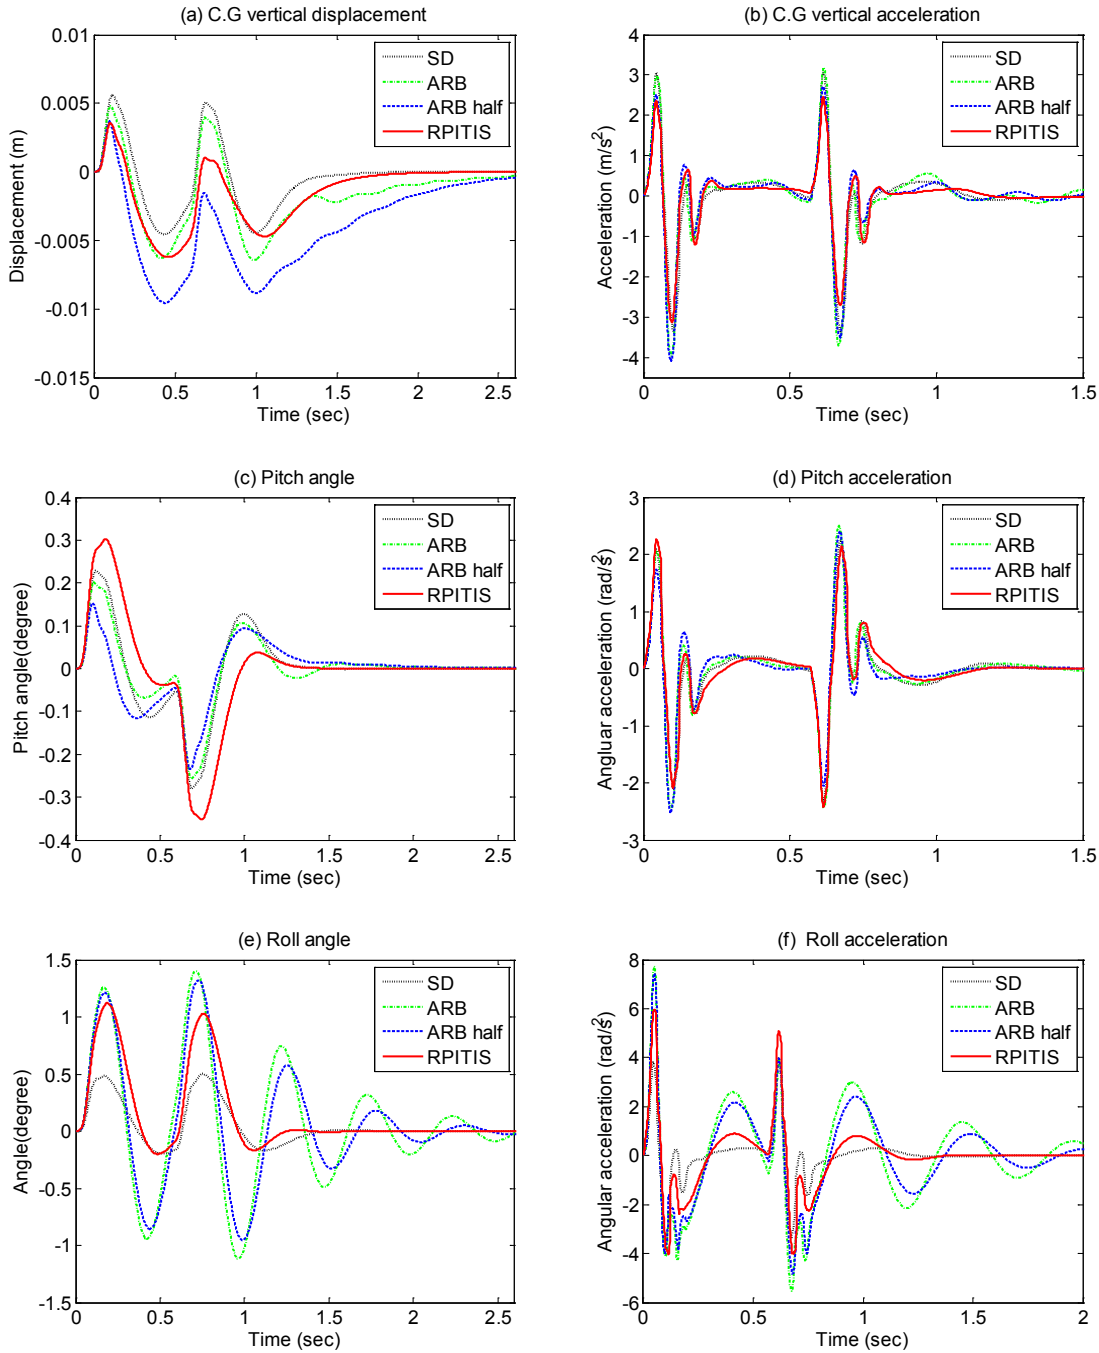 (a) C.G vertical displacement
0.01
0.005
0
-0.005
-0.01
-0.015
Displacement (m)
0 0.5 1 1.5 2 2.5
Time (sec)
SD
ARB
ARB half
RPITIS
(b) C.G vertical acceleration
4
3
2
1
0
-1
-2
-3
-4
Acceleration (m/s²)
0 0.5 1 1.5
Time (sec)
SD
ARB
ARB half
RPITIS
(c) Pitch angle
0.4
0.3
0.2
0.1
0
-0.1
-0.2
-0.3
-0.4
Pitch angle(degree)
0 0.5 1 1.5 2 2.5
Time (sec)
SD
ARB
ARB half
RPITIS
(d) Pitch acceleration
3
2
1
0
-1
-2
-3
Angluar acceleration (rad/s²)
0 0.5 1 1.5
Time (sec)
SD
ARB
ARB half
RPITIS
(e) Roll angle
1.5
1
0.5
0
-0.5
-1
-1.5
Angle(degree)
0 0.5 1 1.5 2 2.5
Time (sec)
SD
ARB
ARB half
RPITIS
(f) Roll acceleration
8
6
4
2
0
-2
-4
-6
Angular acceleration (rad/s²)
0 0.5 1 1.5 2
Time (sec)
SD
ARB
ARB half
RPITIS